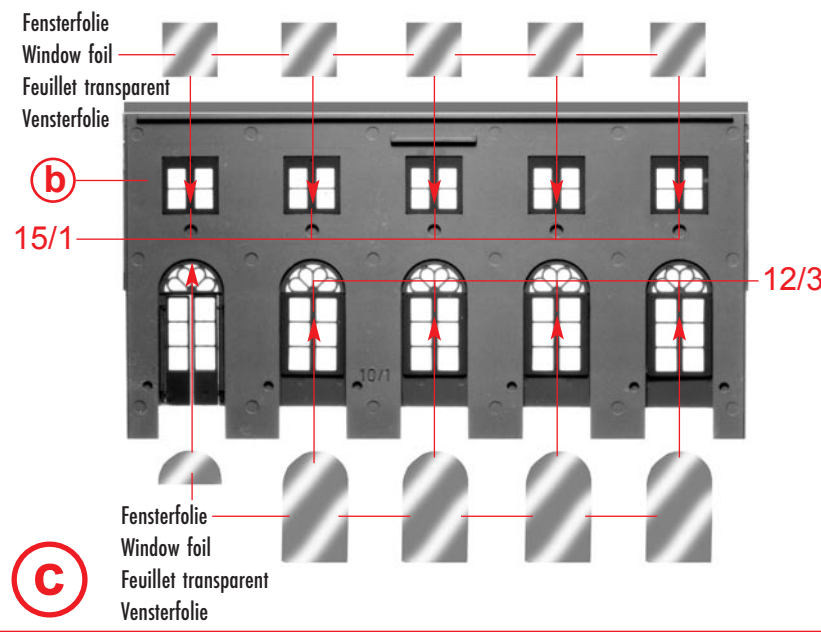 Fensterfolie
Window foil
Feuillet transparent
Vensterfolie
b
15/1
12/3
10/1
Fensterfolie
Window foil
Feuillet transparent
Vensterfolie
c